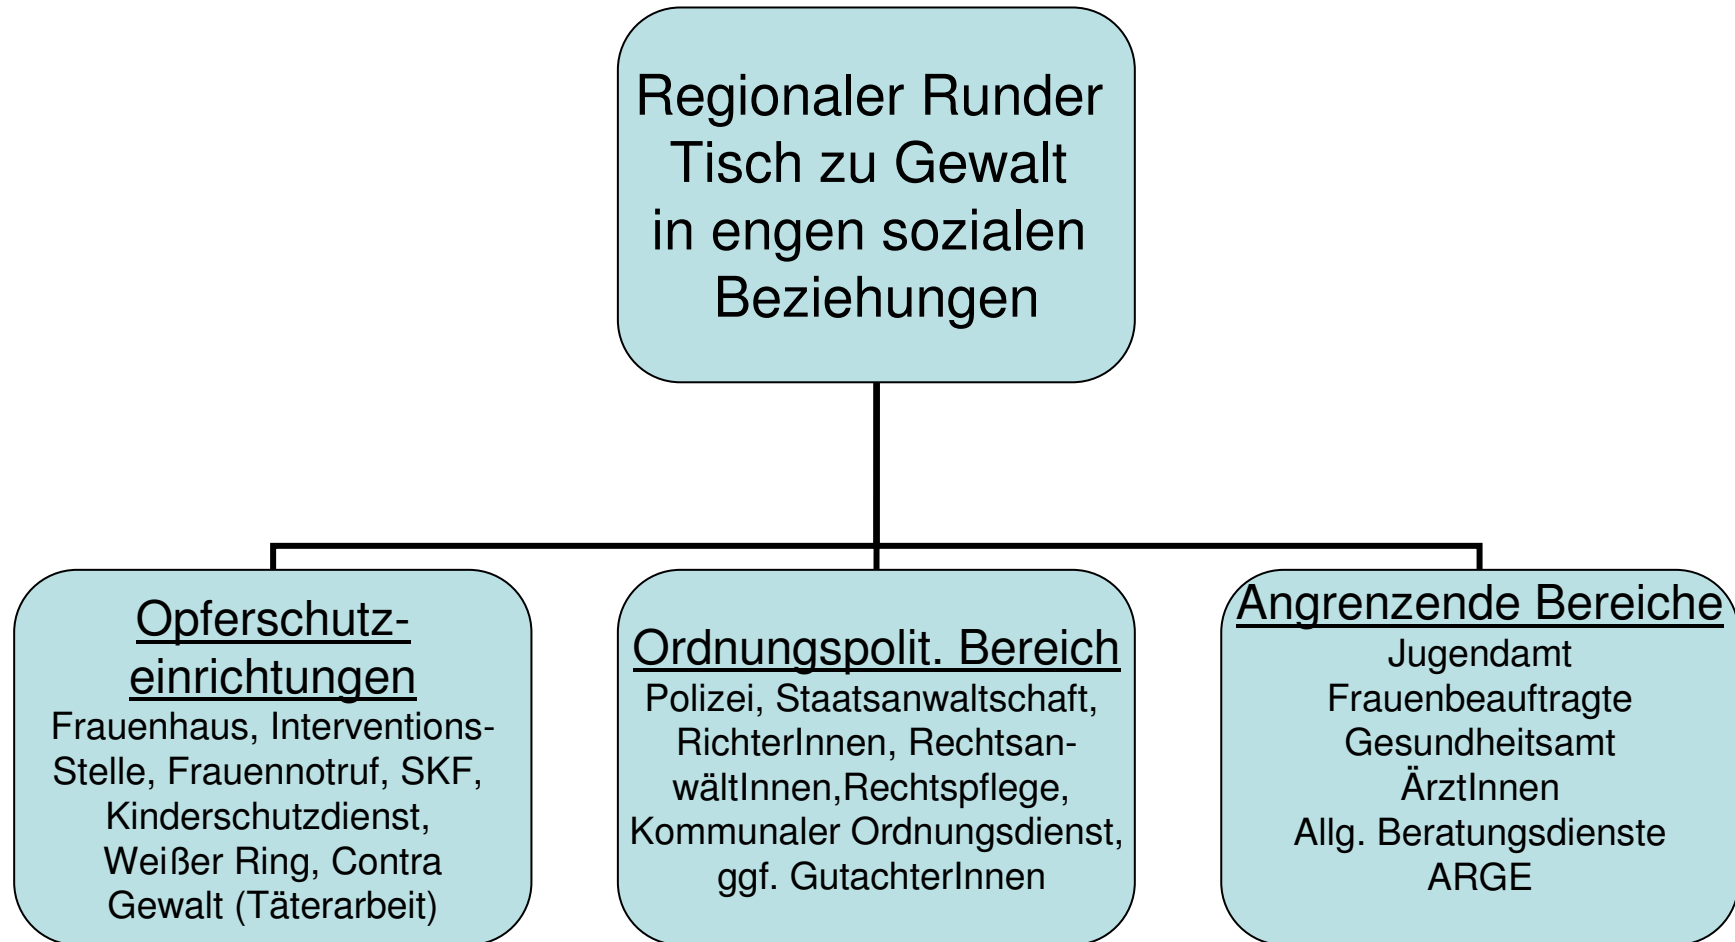 Regionaler Runder
Tisch zu Gewalt
in engen sozialen
Beziehungen
Opferschutz-
einrichtungen
Frauenhaus, Interventions-
Stelle, Frauennotruf, SKF,
Kinderschutzdienst,
Weißer Ring, Contra
Gewalt (Täterarbeit)
Ordnungspolit. Bereich
Polizei, Staatsanwaltschaft,
RichterInnen, Rechtsan-
wältInnen,Rechtspflege,
Kommunaler Ordnungsdienst,
ggf. GutachterInnen
Angrenzende Bereiche
Jugendamt
Frauenbeauftragte
Gesundheitsamt
ÄrztInnen
Allg. Beratungsdienste
ARGE